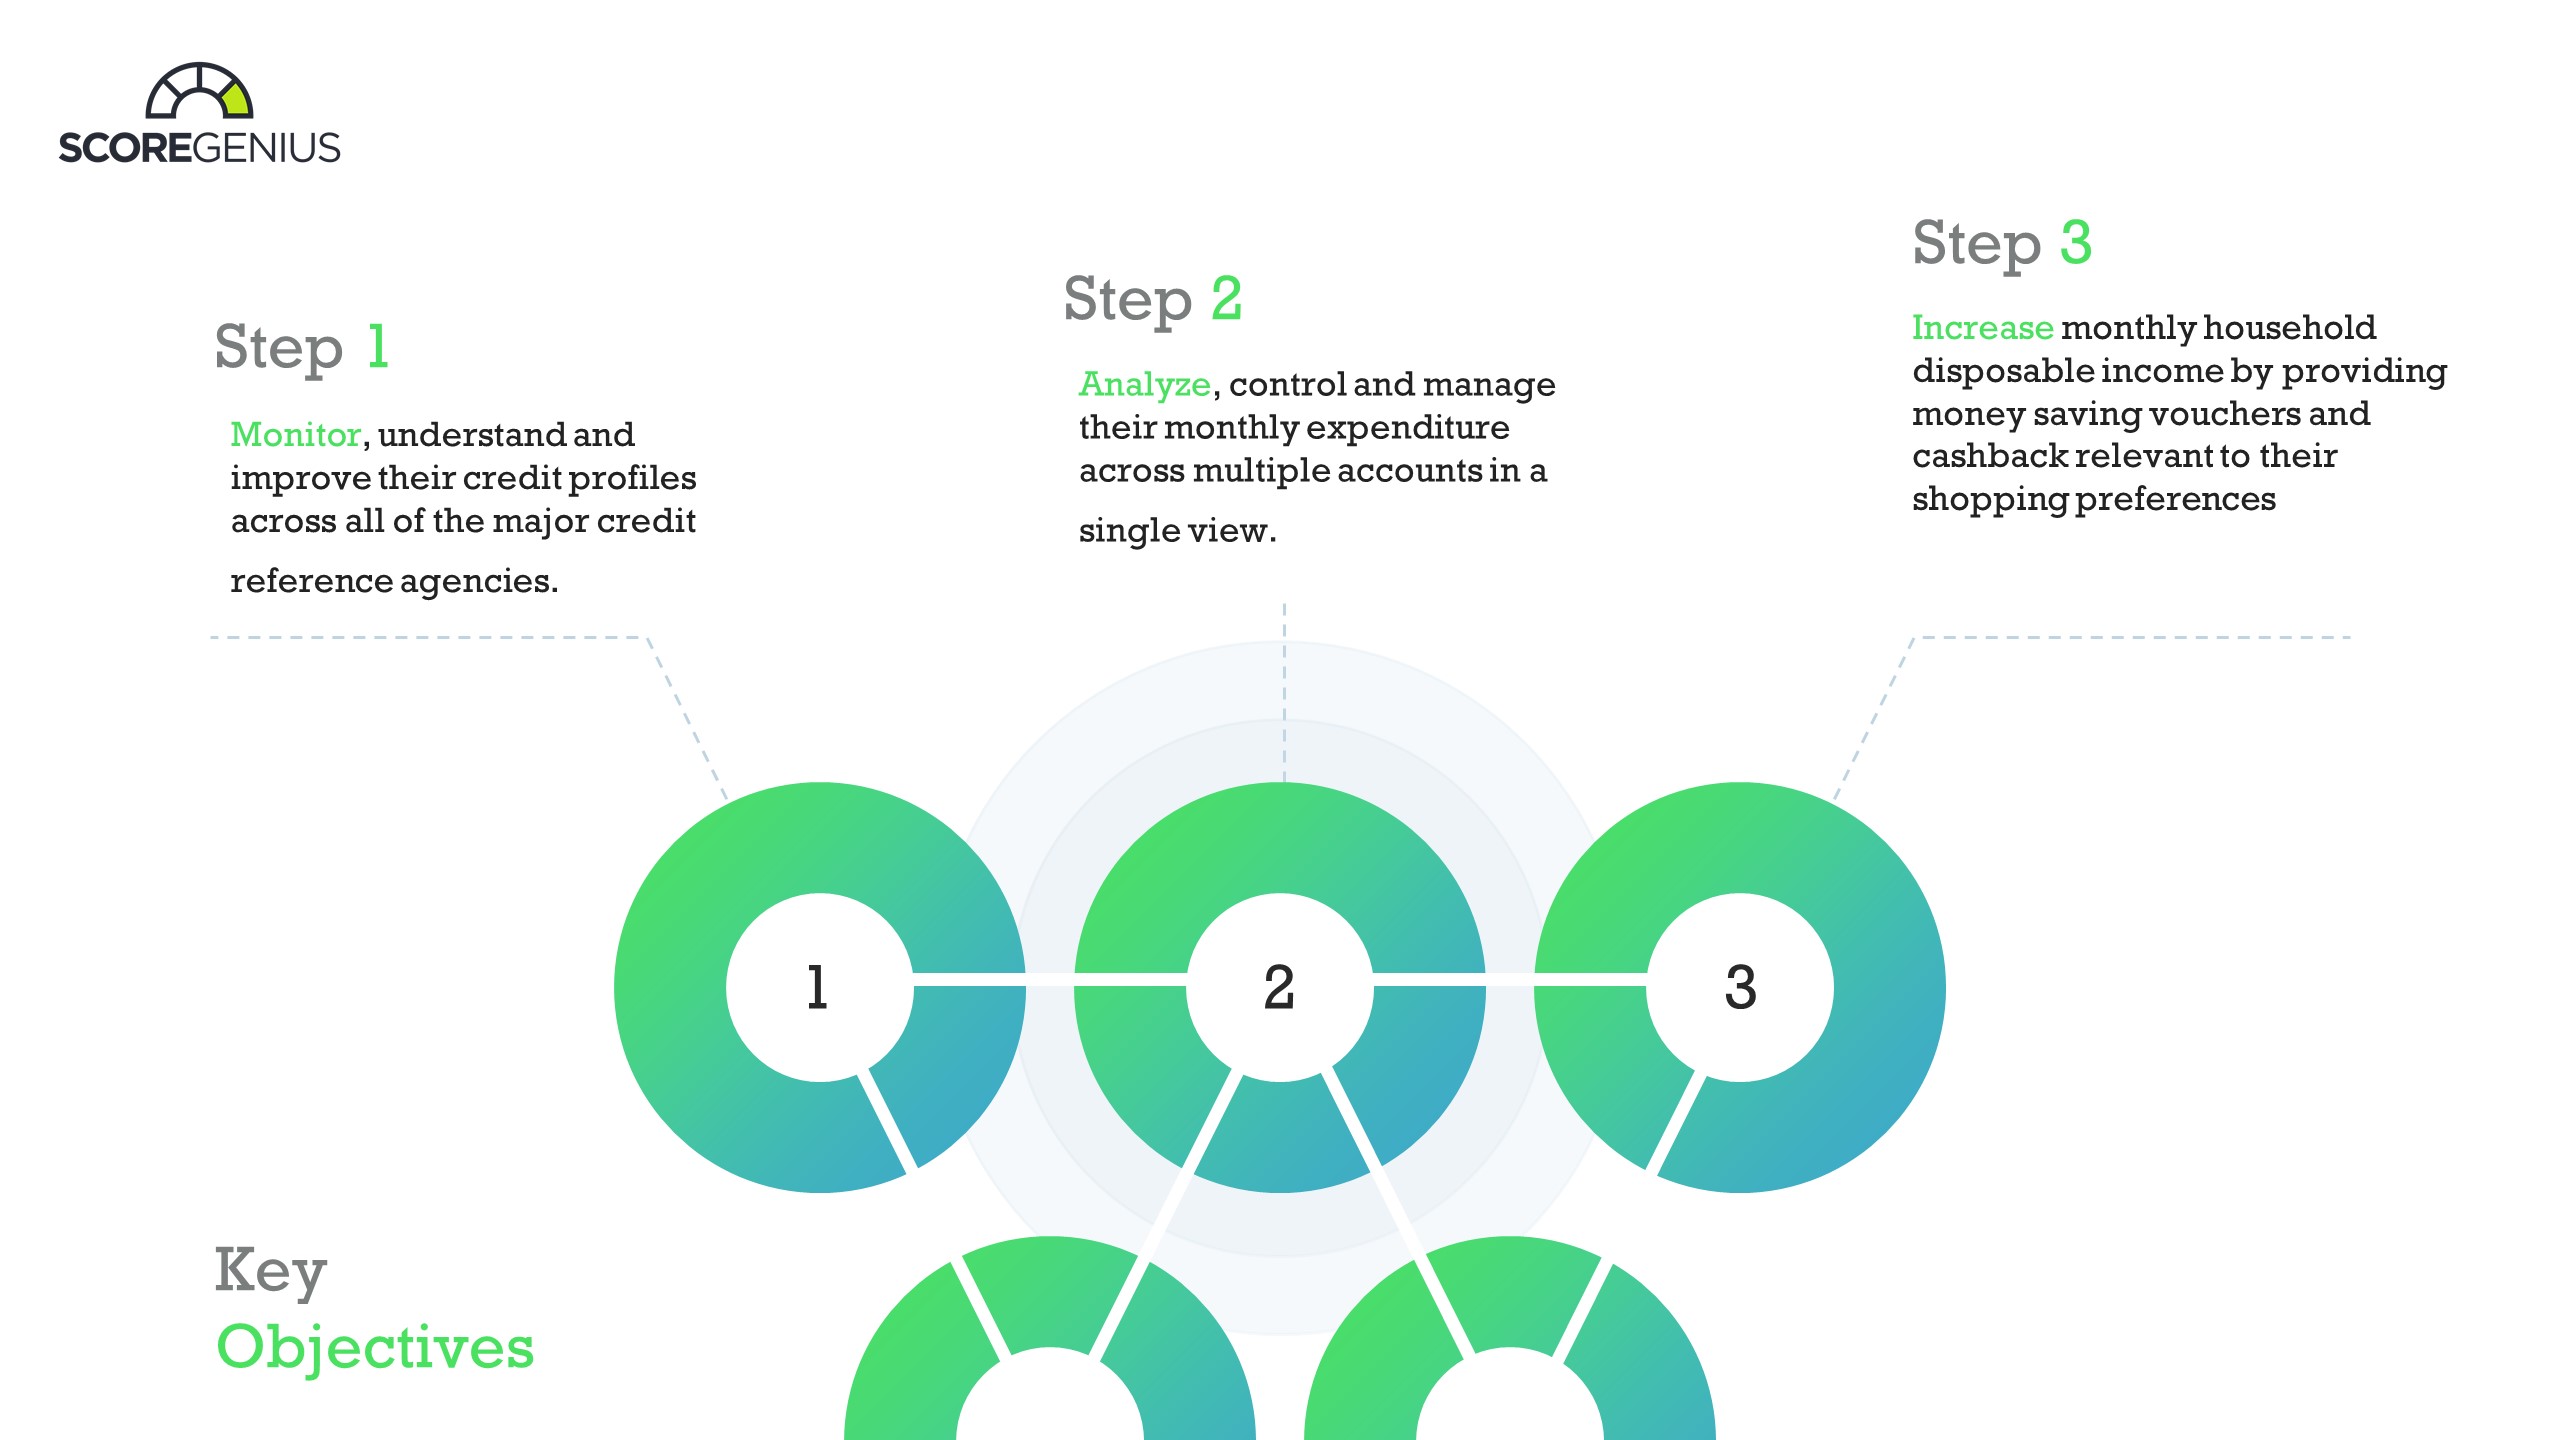 SCOREGENIUS
Step 1
Monitor, understand and
improve their credit profiles
across all of the major credit
reference agencies.
Step 2
Analyze, control and manage
their monthly expenditure
across multiple accounts in a
single view.
Step 3
Increase monthly household
disposable income by providing
money saving vouchers and
cashback relevant to their
shopping preferences
1
2
3
Key
Objectives